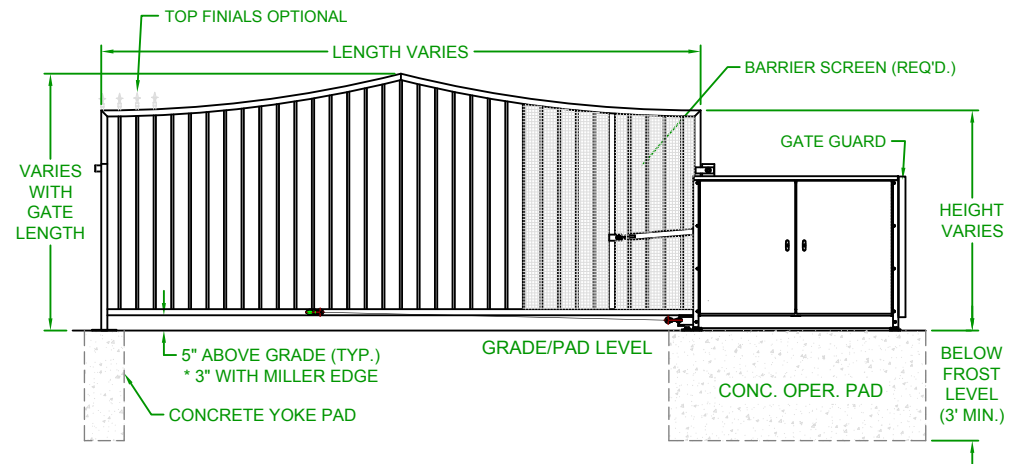 TOP FINIALS OPTIONAL
LENGTH VARIES
BARRIER SCREEN (REQ'D.)
GATE GUARD
VARIES
WITH
GATE
LENGTH
HEIGHT
VARIES
5" ABOVE GRADE (TYP.)
* 3" WITH MILLER EDGE
GRADE/PAD LEVEL
CONCRETE YOKE PAD
CONC. OPER. PAD
BELOW
FROST
LEVEL
(3' MIN.)